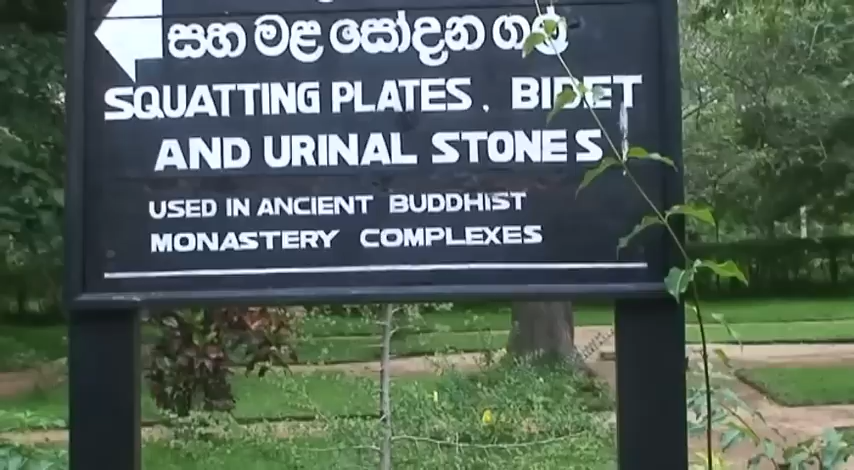 සහ මළ සෝදන ගල්
SQUATTING PLATES, BIDET
AND URINAL STONES
USED IN ANCIENT BUDDHIST
MONASTERY COMPLEXES